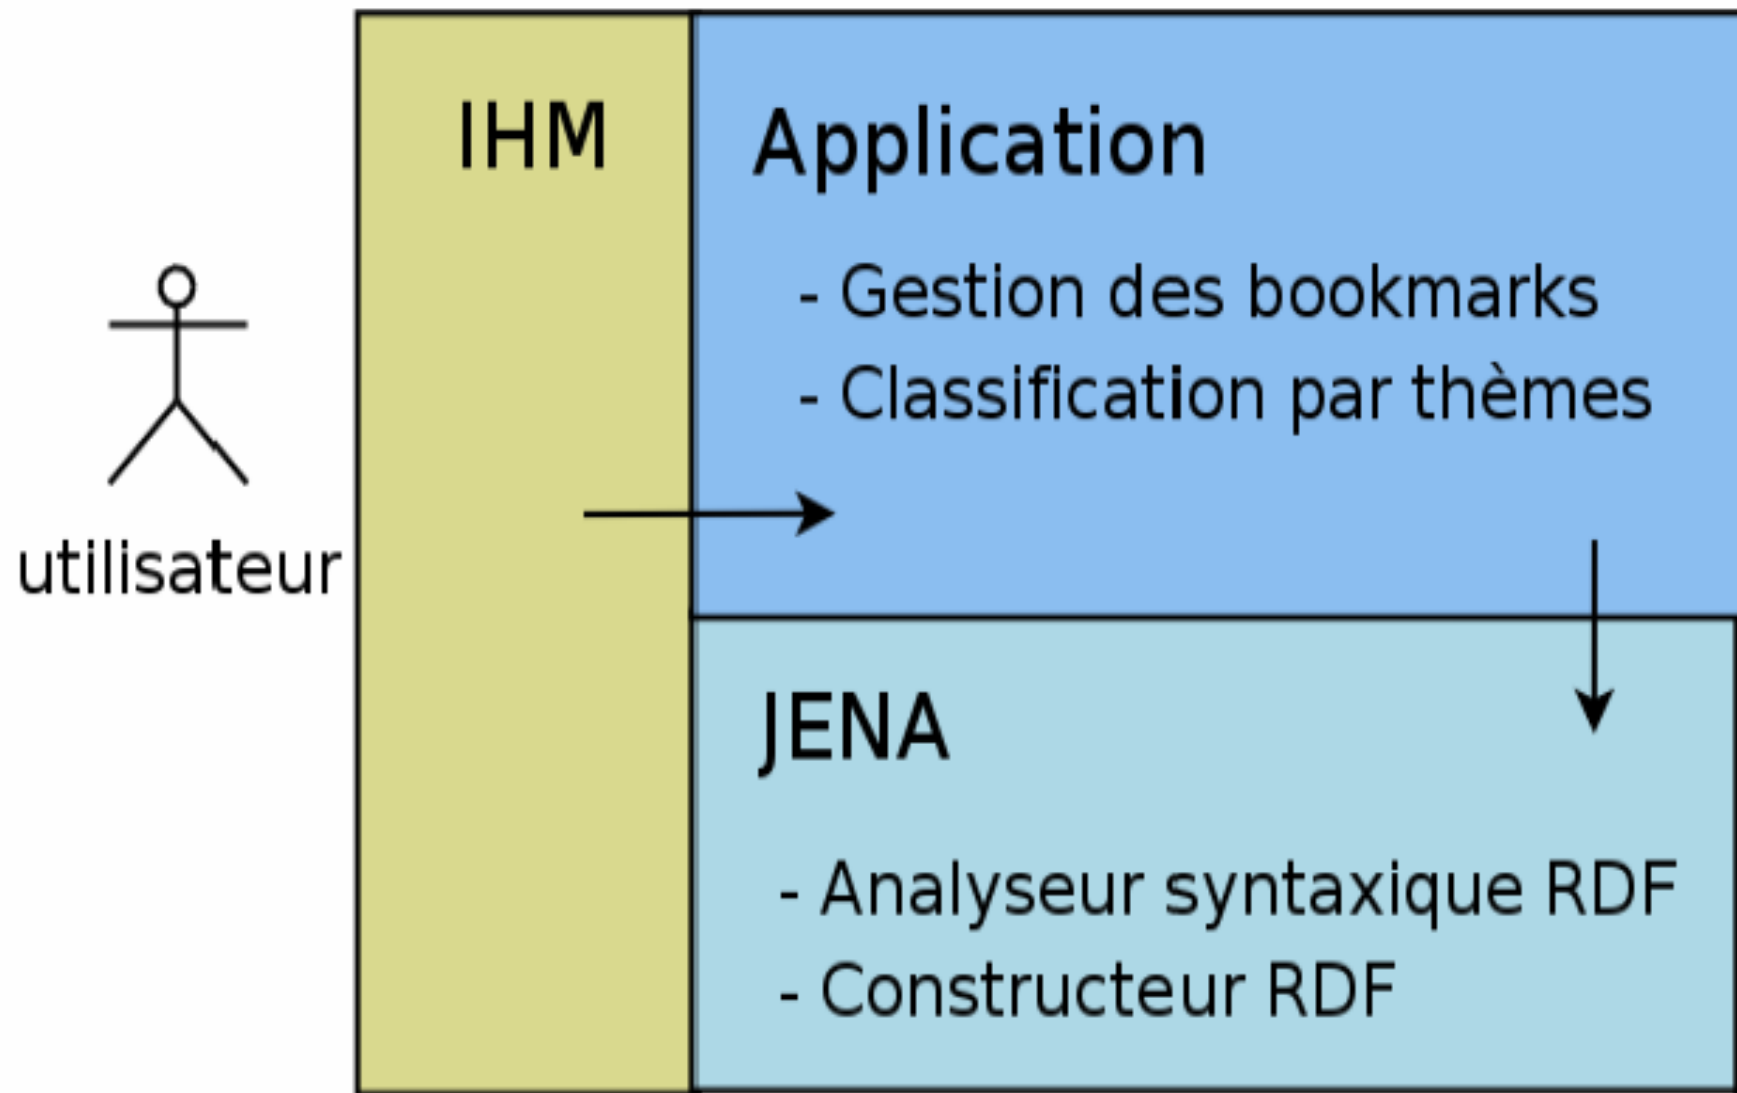 IHM
Application
- Gestion des bookmarks
- Classification par thèmes
utilisateur
JENA
- Analyseur syntaxique RDF
- Constructeur RDF